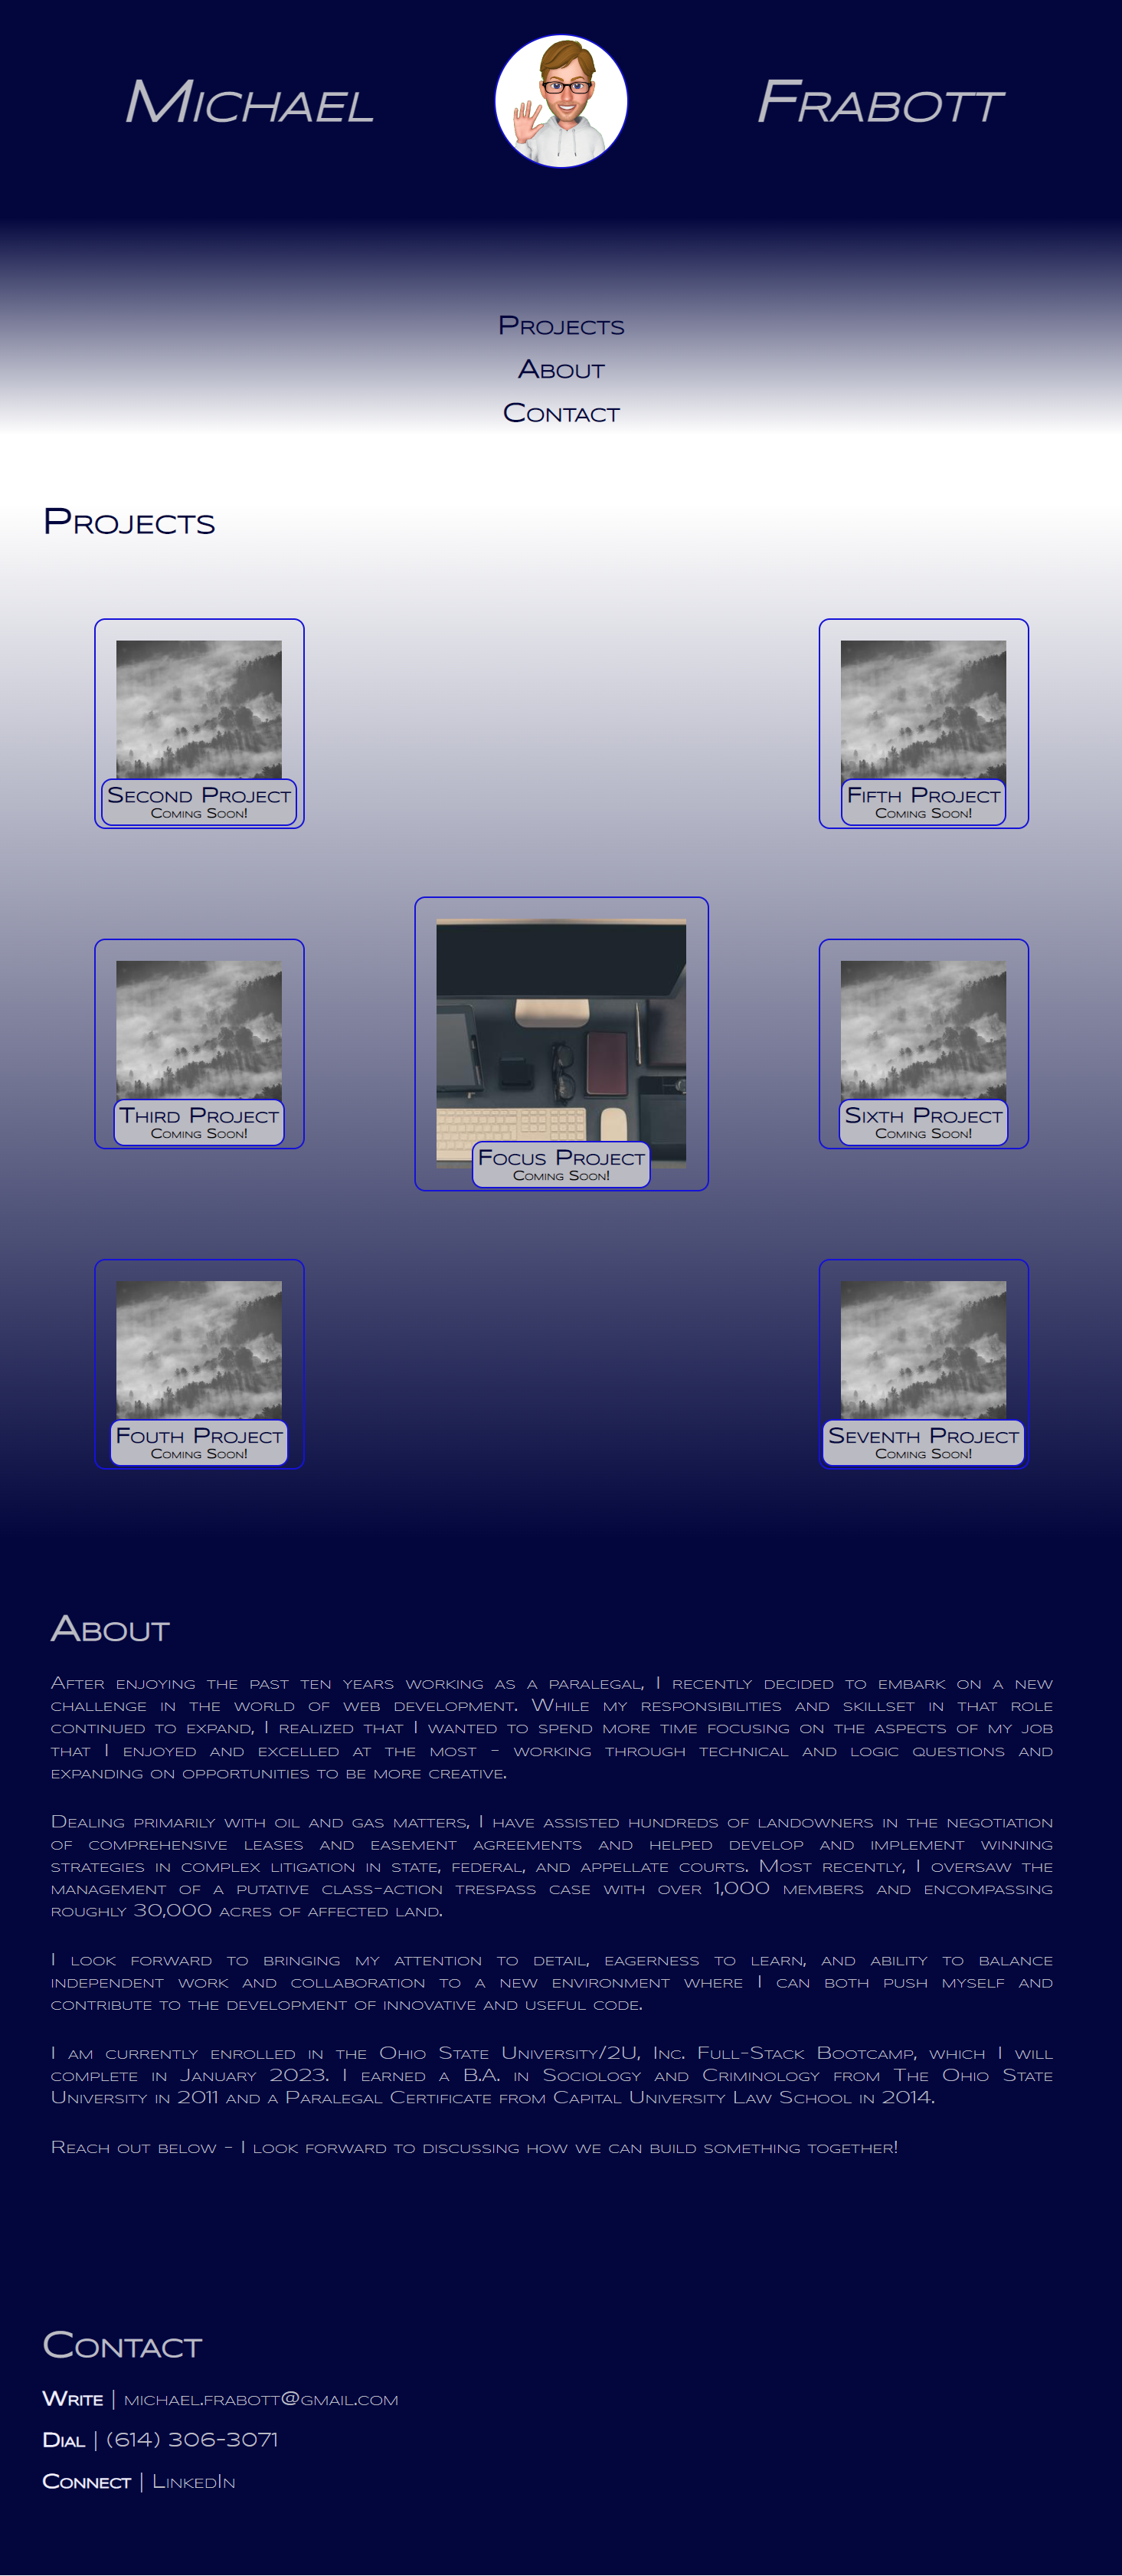 Michael Frabott
Projects
About
Contact
Projects
Second Project
Coming Soon!
Fifth Project
Coming Soon!
Third Project
Coming Soon!
Focus Project
Coming Soon!
Sixth Project
Coming Soon!
Fouth Project
Coming Soon!
Seventh Project
Coming Soon!
About
After enjoying the past ten years working as a paralegal, I recently decided to embark on a new
challenge in the world of web development. While my responsibilities and skillset in that role
continued to expand, I realized that I wanted to spend more time focusing on the aspects of my job
that I enjoyed and excelled at the most - working through technical and logic questions and
expanding on opportunities to be more creative.
Dealing primarily with oil and gas matters, I have assisted hundreds of landowners in the negotiation
of comprehensive leases and easement agreements and helped develop and implement winning
strategies in complex litigation in state, federal, and appellate courts. Most recently, I oversaw the
management of a putative class-action trespass case with over 1,000 members and encompassing
roughly 30,000 acres of affected land.
I look forward to bringing my attention to detail, eagerness to learn, and ability to balance
independent work and collaboration to a new environment where I can both push myself and
contribute to the development of innovative and useful code.
I am currently enrolled in the Ohio State University/2U, Inc. Full-Stack Bootcamp, which I will
complete in January 2023. I earned a B.A. in Sociology and Criminology from The Ohio State
University in 2011 and a Paralegal Certificate from Capital University Law School in 2014.
Reach out below - I look forward to discussing how we can build something together!
Contact
Write | michael.frabott@gmail.com
Dial | (614) 306-3071
Connect | LinkedIn